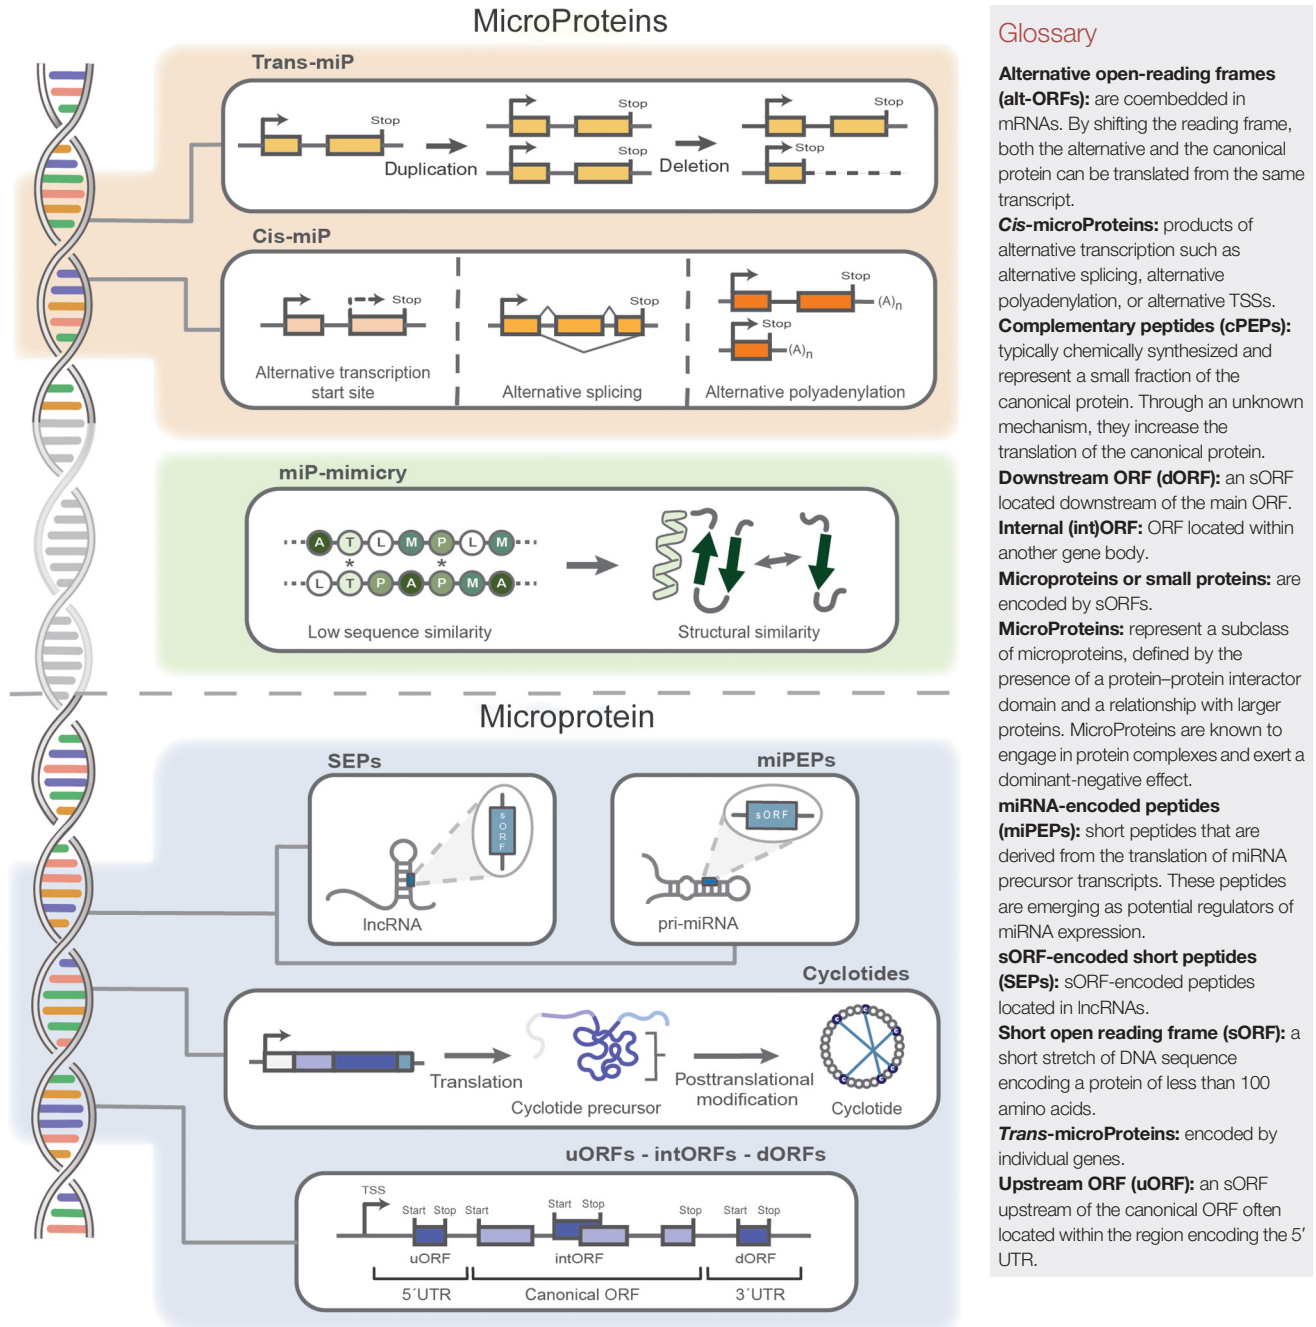 MicroProteins
Trans-miP
Stop
Duplication
Stop
Stop
Deletion
Stop
Stop
Cis-miP
Stop
Alternative transcription
start site
Stop
Alternative splicing
Stop
(A)n
Stop
(A)n
Alternative polyadenylation
miP-mimicry
A T L M P L M
* *
L T P A P M A
Low sequence similarity
Structural similarity
Microprotein
SEPs
sORF
lncRNA
miPEPs
sORF
pri-miRNA
Cyclotides
Translation
Cyclotide precursor
Posttranslational
modification
Cyclotide
uORFs - intORFs - dORFs
TSS
Start Stop Start Start Stop Stop Start Stop
uORF intORF dORF
5´UTR Canonical ORF 3´UTR
Glossary
Alternative open-reading frames
(alt-ORFs): are coembedded in
mRNAs. By shifting the reading frame,
both the alternative and the canonical
protein can be translated from the same
transcript.
Cis-microProteins: products of
alternative transcription such as
alternative splicing, alternative
polyadenylation, or alternative TSSs.
Complementary peptides (cPEPs):
typically chemically synthesized and
represent a small fraction of the
canonical protein. Through an unknown
mechanism, they increase the
translation of the canonical protein.
Downstream ORF (dORF): an sORF
located downstream of the main ORF.
Internal (int)ORF: ORF located within
another gene body.
Microproteins or small proteins: are
encoded by sORFs.
MicroProteins: represent a subclass
of microproteins, defined by the
presence of a protein–protein interactor
domain and a relationship with larger
proteins. MicroProteins are known to
engage in protein complexes and exert a
dominant-negative effect.
miRNA-encoded peptides
(miPEPs): short peptides that are
derived from the translation of miRNA
precursor transcripts. These peptides
are emerging as potential regulators of
miRNA expression.
sORF-encoded short peptides
(SEPs): sORF-encoded peptides
located in lncRNAs.
Short open reading frame (sORF): a
short stretch of DNA sequence
encoding a protein of less than 100
amino acids.
Trans-microProteins: encoded by
individual genes.
Upstream ORF (uORF): an sORF
upstream of the canonical ORF often
located within the region encoding the 5′
UTR.